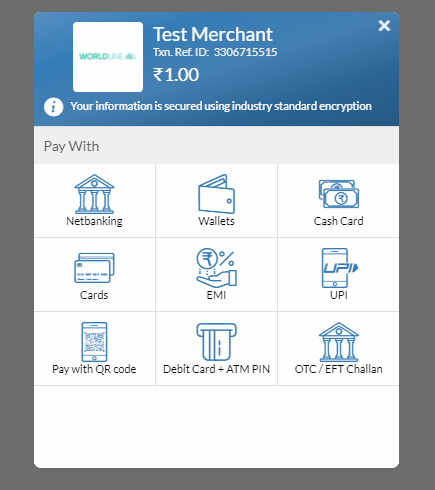 Test Merchant
WORLDLINE
Txn. Ref. ID: 3306715515
₹1.00
i Your information is secured using industry standard encryption
Pay With
Netbanking
Wallets
Cash Card
Cards
EMI
UPI
Pay with QR code
Debit Card + ATM PIN
OTC / EFT Challan